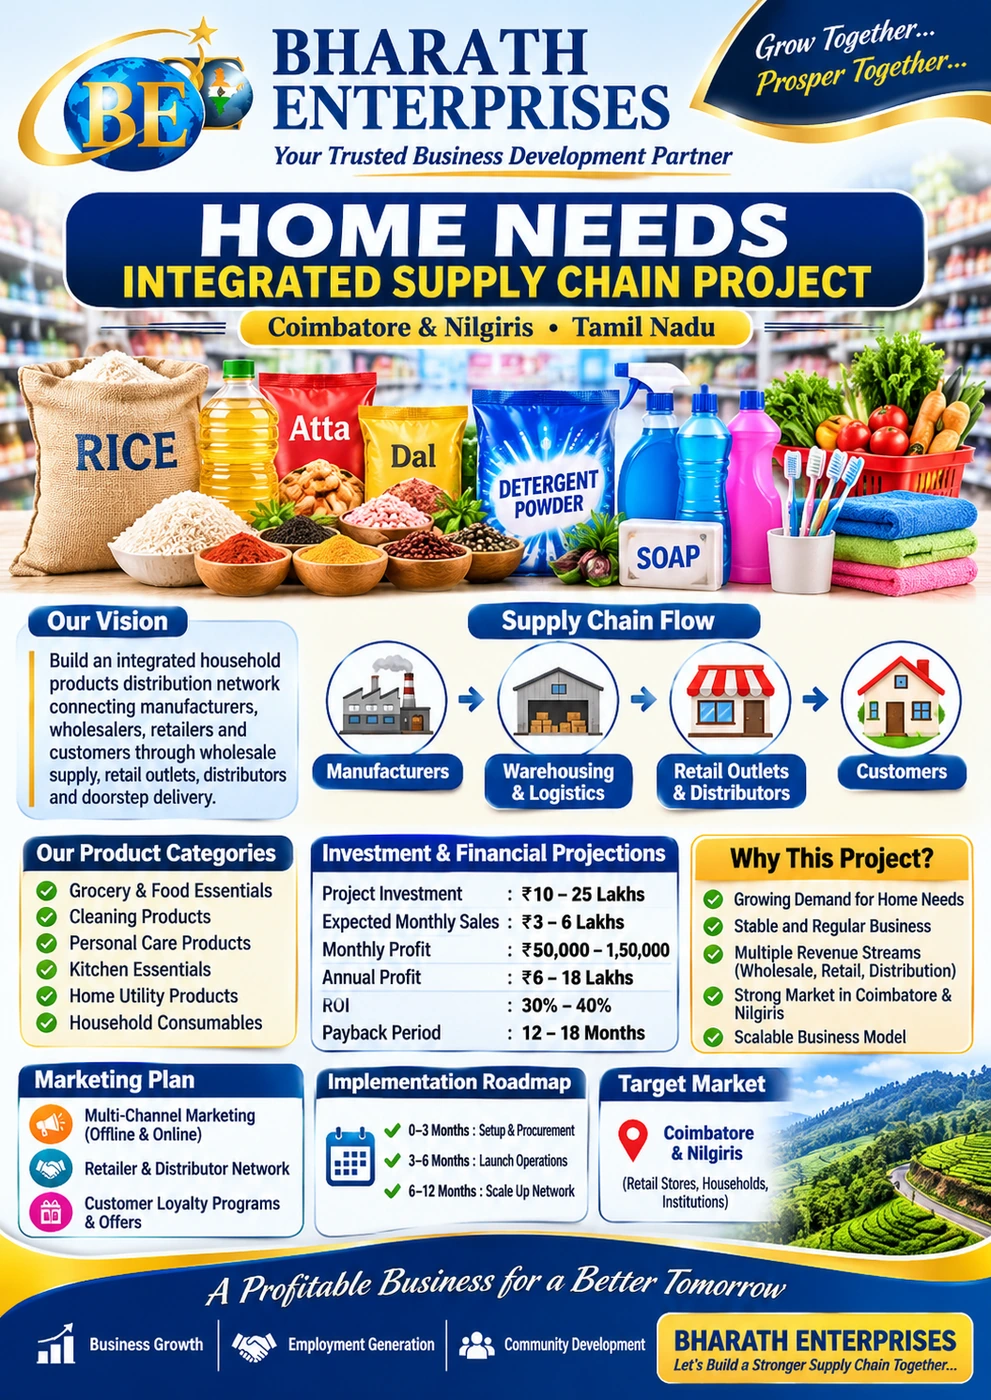 BE
BHARATH
ENTERPRISES
Your Trusted Business Development Partner
Grow Together...
Prosper Together...
HOME NEEDS
INTEGRATED SUPPLY CHAIN PROJECT
Coimbatore & Nilgiris • Tamil Nadu
RICE
Atta
Dal
DETERGENT
POWDER
SOAP
Our Vision
Build an integrated household
products distribution network
connecting manufacturers,
wholesalers, retailers and
customers through wholesale
supply, retail outlets, distributors
and doorstep delivery.
Supply Chain Flow
Manufacturers
Warehousing
& Logistics
Retail Outlets
& Distributors
Customers
Our Product Categories
Grocery & Food Essentials
Cleaning Products
Personal Care Products
Kitchen Essentials
Home Utility Products
Household Consumables
Investment & Financial Projections
Project Investment : ₹10 – 25 Lakhs
Expected Monthly Sales : ₹3 – 6 Lakhs
Monthly Profit : ₹50,000 – 1,50,000
Annual Profit : ₹6 – 18 Lakhs
ROI : 30% – 40%
Payback Period : 12 – 18 Months
Why This Project?
Growing Demand for Home Needs
Stable and Regular Business
Multiple Revenue Streams
(Wholesale, Retail, Distribution)
Strong Market in Coimbatore &
Nilgiris
Scalable Business Model
Marketing Plan
Multi-Channel Marketing
(Offline & Online)
Retailer & Distributor Network
Customer Loyalty Programs
& Offers
Implementation Roadmap
0–3 Months : Setup & Procurement
3–6 Months : Launch Operations
6–12 Months : Scale Up Network
Target Market
Coimbatore
& Nilgiris
(Retail Stores, Households,
Institutions)
A Profitable Business for a Better Tomorrow
Business Growth
Employment Generation
Community Development
BHARATH ENTERPRISES
Let's Build a Stronger Supply Chain Together...